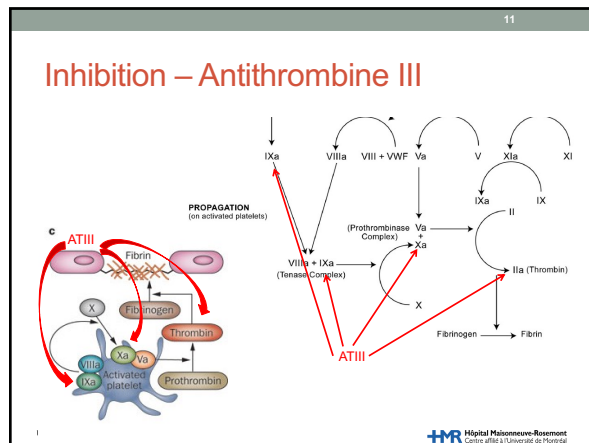 11
Inhibition – Antithrombine III
IXa
VIIIa
VIII + VWF
Va
V
XIa
XI
PROPAGATION
(on activated platelets)
IXa
IX
II
(Prothrombinase
Complex)
Va
+
Xa
VIIIa + IXa
(Tenase Complex)
IIa (Thrombin)
X
Fibrinogen
Fibrin
ATIII
c
ATIII
Fibrin
X
Fibrinogen
Thrombin
Xa
Va
VIIIa
IXa
Activated
platelet
Prothrombin
HMR Hôpital Maisonneuve-Rosemont
Centre affilié à l'Université de Montréal